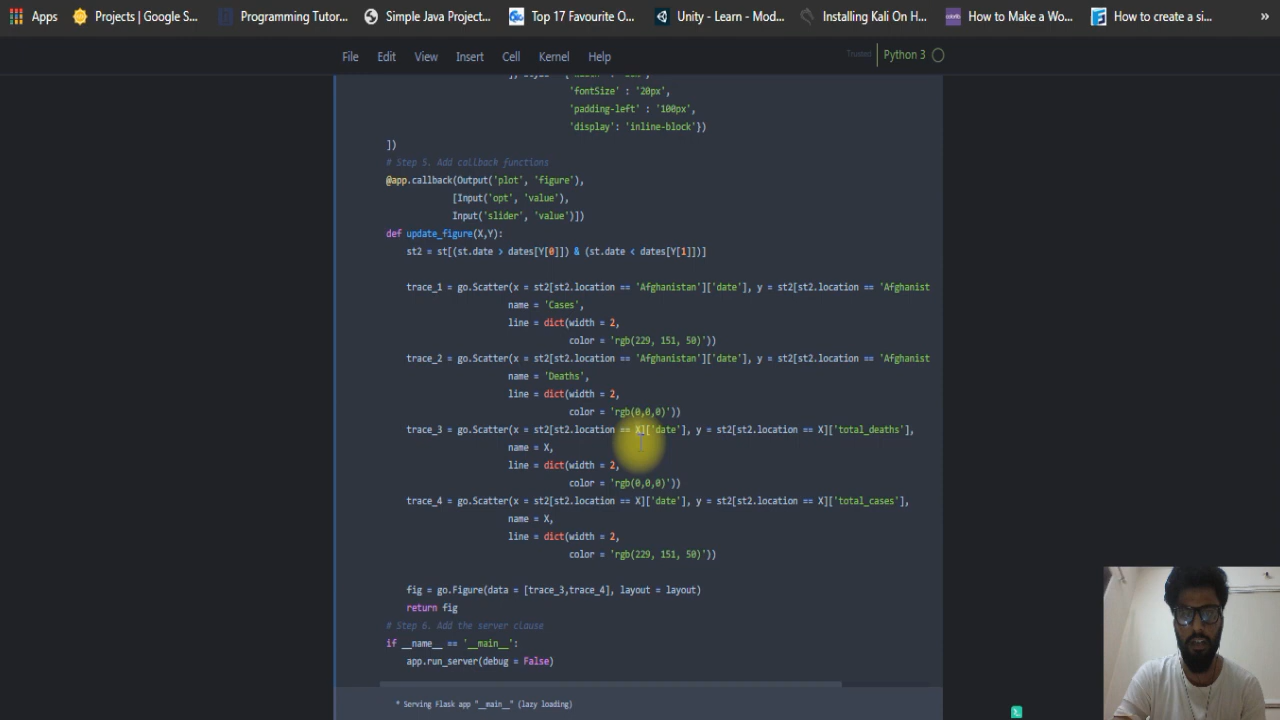 Apps
Projects | Google S...
Programming Tutor...
Simple Java Project...
Top 17 Favourite O...
Unity - Learn - Mod...
Installing Kali On H...
How to Make a Wo...
How to create a si...
»
File Edit View Insert Cell Kernel Help
Trusted
Python 3
'fontSize' : '20px',
'padding-left' : '100px',
'display': 'inline-block'})
])
# Step 5. Add callback functions
@app.callback(Output('plot', 'figure'),
[Input('opt', 'value'),
Input('slider', 'value')])
def update_figure(X,Y):
st2 = st[(st.date > dates[Y[0]]) & (st.date < dates[Y[1]])]
trace_1 = go.Scatter(x = st2[st2.location == 'Afghanistan']['date'], y = st2[st2.location == 'Afghanist
name = 'Cases',
line = dict(width = 2,
color = 'rgb(229, 151, 50)'))
trace_2 = go.Scatter(x = st2[st2.location == 'Afghanistan']['date'], y = st2[st2.location == 'Afghanist
name = 'Deaths',
line = dict(width = 2,
color = 'rgb(0,0,0)'))
trace_3 = go.Scatter(x = st2[st2.location == X]['date'], y = st2[st2.location == X]['total_deaths'],
name = X,
line = dict(width = 2,
color = 'rgb(0,0,0)'))
trace_4 = go.Scatter(x = st2[st2.location == X]['date'], y = st2[st2.location == X]['total_cases'],
name = X,
line = dict(width = 2,
color = 'rgb(229, 151, 50)'))
fig = go.Figure(data = [trace_3,trace_4], layout = layout)
return fig
# Step 6. Add the server clause
if __name__ == '__main__':
app.run_server(debug = False)
* Serving Flask app "__main__" (lazy loading)